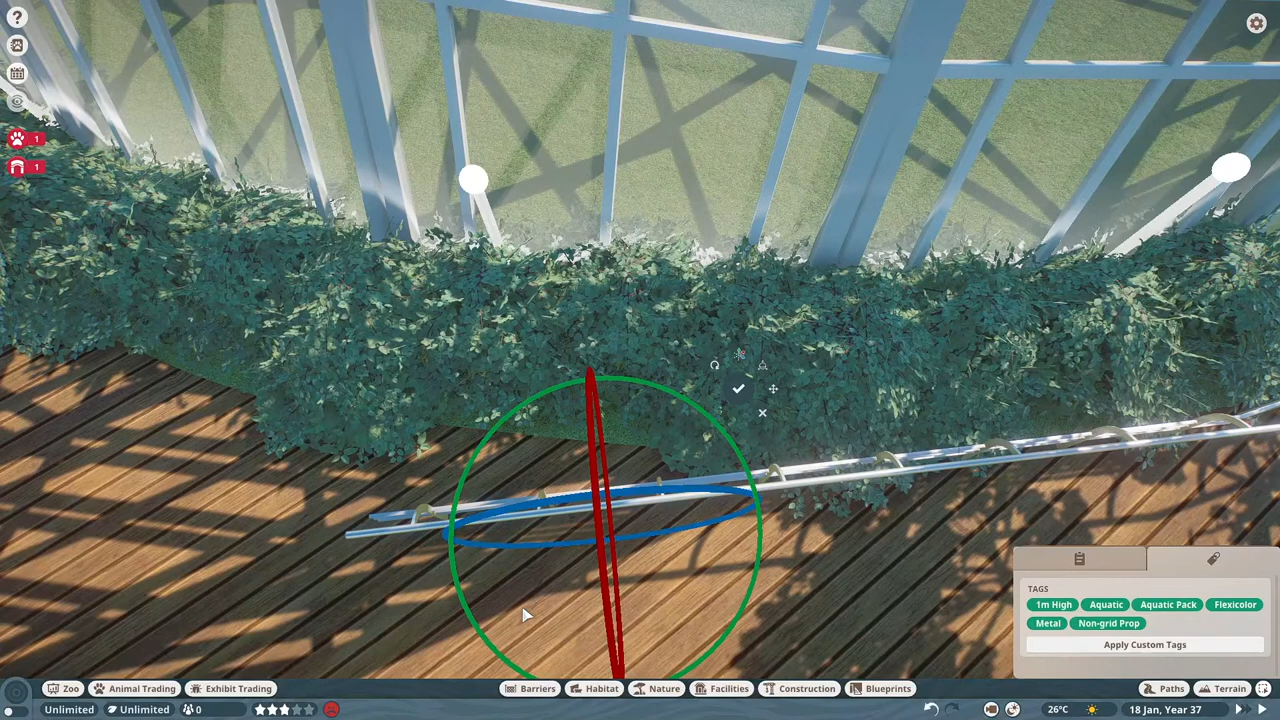 ?
1
1
TAGS
1m High Aquatic Aquatic Pack Flexicolor
Metal Non-grid Prop
Apply Custom Tags
Zoo Animal Trading Exhibit Trading Barriers Habitat Nature Facilities Construction Blueprints Paths Terrain
Unlimited Unlimited 0 26°C 18 Jan, Year 37